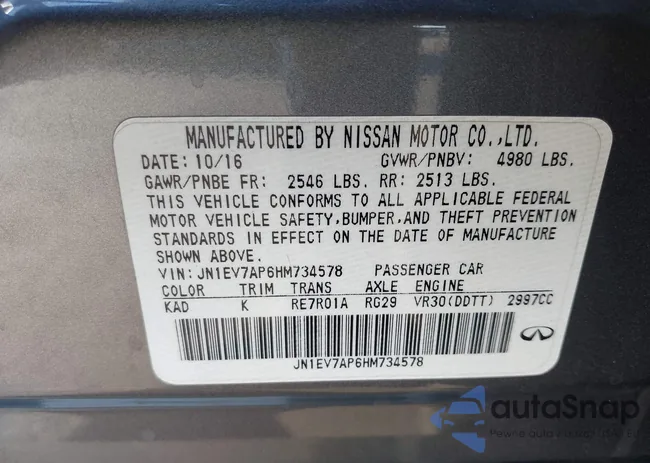 MANUFACTURED BY NISSAN MOTOR CO.,LTD.
DATE: 10/16 GVWR/PNBV: 4980 LBS.
GAWR/PNBE FR: 2546 LBS. RR: 2513 LBS.
THIS VEHICLE CONFORMS TO ALL APPLICABLE FEDERAL
MOTOR VEHICLE SAFETY,BUMPER,AND THEFT PREVENTION
STANDARDS IN EFFECT ON THE DATE OF MANUFACTURE
SHOWN ABOVE.
VIN: JN1EV7AP6HM734578 PASSENGER CAR
COLOR TRIM TRANS AXLE ENGINE
KAD K RE7R01A RG29 VR30(DDTT) 2997CC
JN1EV7AP6HM734578
autaSnap
Pewne auta